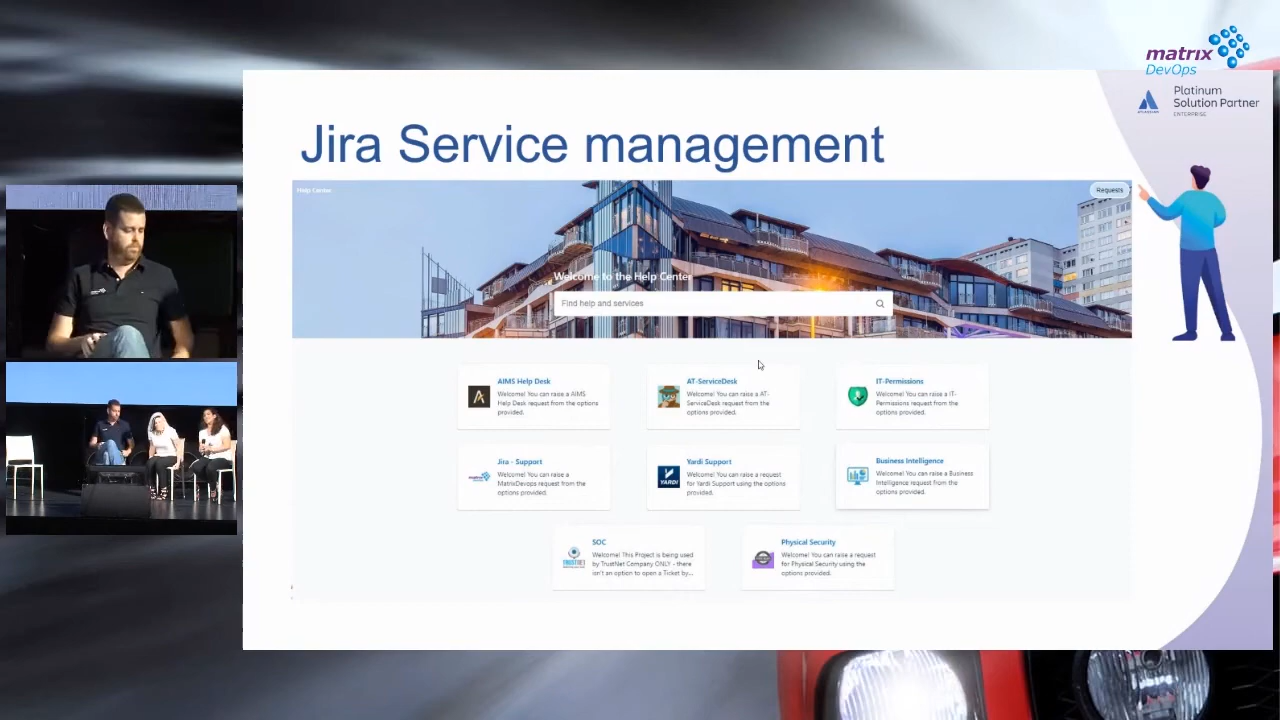 matrix
DevOps
Platinum
Solution Partner
ENTERPRISE
ATLASSIAN
Jira Service management
Help Center
Requests
Welcome to the Help Center
Find help and services
AIMS Help Desk
Welcome! You can raise a AIMS
Help Desk request from the options
provided.
AT-ServiceDesk
Welcome! You can raise a AT-
ServiceDesk request from the
options provided.
IT-Permissions
Welcome! You can raise a IT-
Permissions request from the
options provided.
Jira - Support
Welcome! You can raise a
MatrixDevops request from the
options provided.
Yardi Support
YARDI
Welcome! You can raise a request
for Yardi Support using the options
provided.
Business Intelligence
Welcome! You can raise a Business
Intelligence request from the
options provided.
SOC
TRUSTNET
Welcome! This Project is being used
by TrustNet Company ONLY - there
isn't an option to open a Ticket by...
Physical Security
Welcome! You can raise a request
for Physical Security using the
options provided.